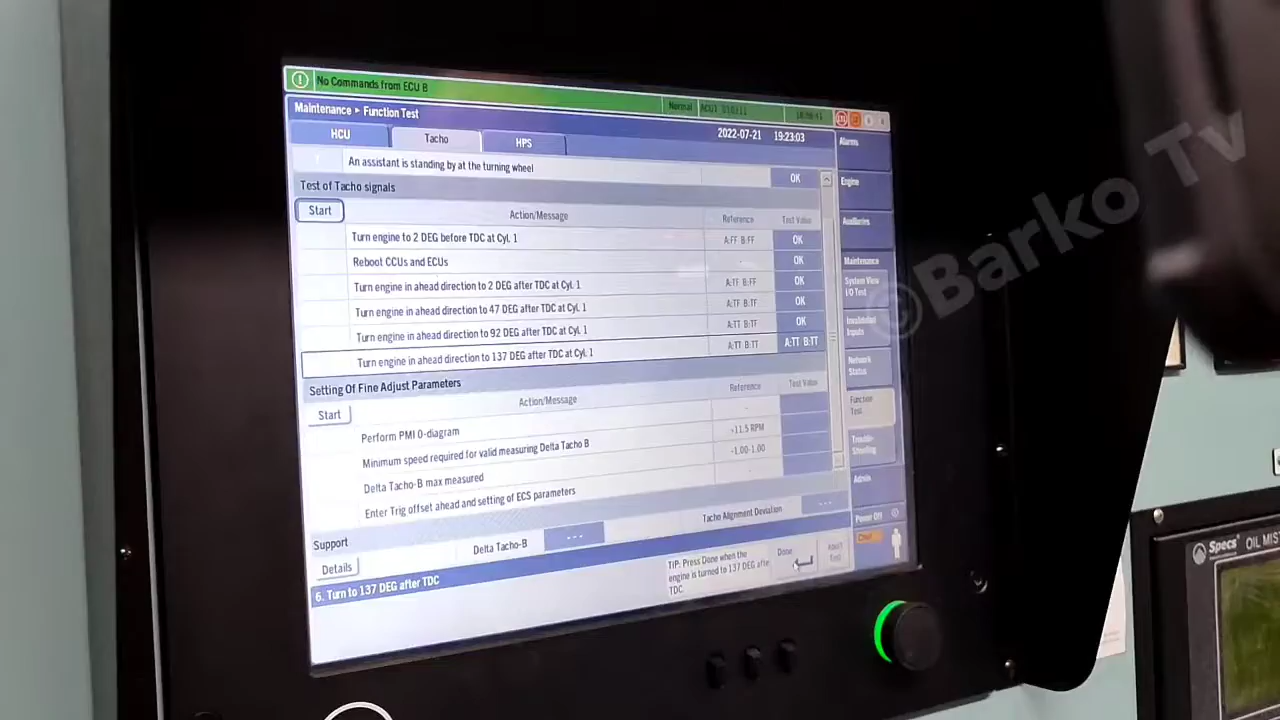 No Commands from ECU B
Normal
Maintenance ▸ Function Test
2022-07-21 19:23:03
HCU Tacho HPS
An assistant is standing by at the turning wheel OK
Test of Tacho signals
Start Action/Message Reference Test Value
Turn engine to 2 DEG before TDC at Cyl. 1 A:FF B:FF OK
Reboot CCUs and ECUs - OK
Turn engine in ahead direction to 2 DEG after TDC at Cyl. 1 A:TF B:FF OK
Turn engine in ahead direction to 47 DEG after TDC at Cyl. 1 A:TF B:TF OK
Turn engine in ahead direction to 92 DEG after TDC at Cyl. 1 A:TT B:TF OK
Turn engine in ahead direction to 137 DEG after TDC at Cyl. 1 A:TT B:TT A:TT B:TT
Setting Of Fine Adjust Parameters
Start Action/Message Reference Test Value
Perform PMI 0-diagram -
Minimum speed required for valid measuring Delta Tacho B >11.5 RPM
Delta Tacho-B max measured -1.00-1.00
Enter Trig offset ahead and setting of ECS parameters
Support
Details Delta Tacho-B --- Tacho Alignment Deviation ---
6. Turn to 137 DEG after TDC
TIP: Press Done when the
engine is turned to 137 DEG after
TDC.
Done
Abort
Test
Alarms
Engine
Auxiliaries
Maintenance
System View
I/O Test
Invalidated
Inputs
Network
Status
Function
Test
Trouble-
Shooting
Admin
Power Off
Chief
©Barko Tv
Specs
OIL MIS